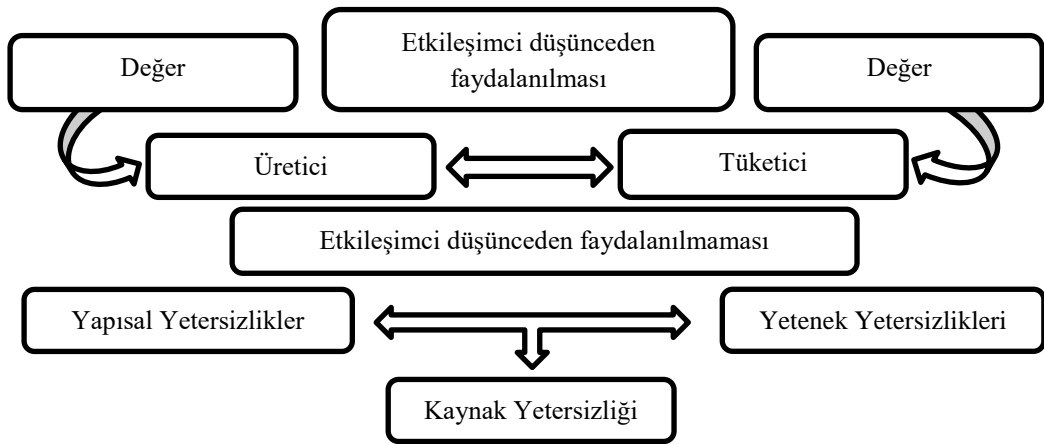 Etkileşimci düşünceden
faydalanılması
Değer
Değer
Üretici
Tüketici
Etkileşimci düşünceden faydalanılmaması
Yapısal Yetersizlikler
Yetenek Yetersizlikleri
Kaynak Yetersizliği